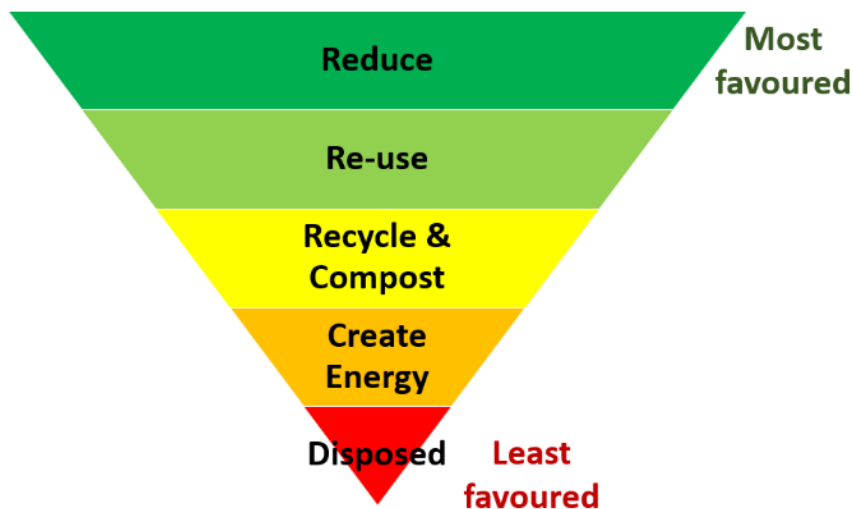 Reduce
Most
favoured
Re-use
Recycle &
Compost
Create
Energy
Disposed
Least
favoured